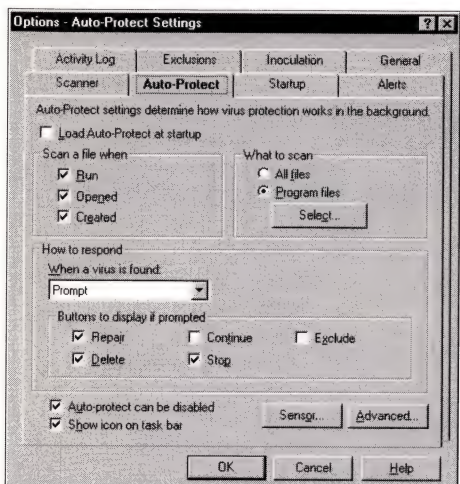 Options - Auto-Protect Settings
Activity Log Exclusions Inoculation General
Scanner Auto-Protect Startup Alerts
Auto-Protect settings determine how virus protection works in the background.
Load Auto-Protect at startup
Scan a file when
Run
Opened
Created
What to scan
All files
Program files
Select...
How to respond
When a virus is found:
Prompt
Buttons to display if prompted
Repair Continue Exclude
Delete Stop
Auto-protect can be disabled
Show icon on task bar
Sensor... Advanced...
OK Cancel Help